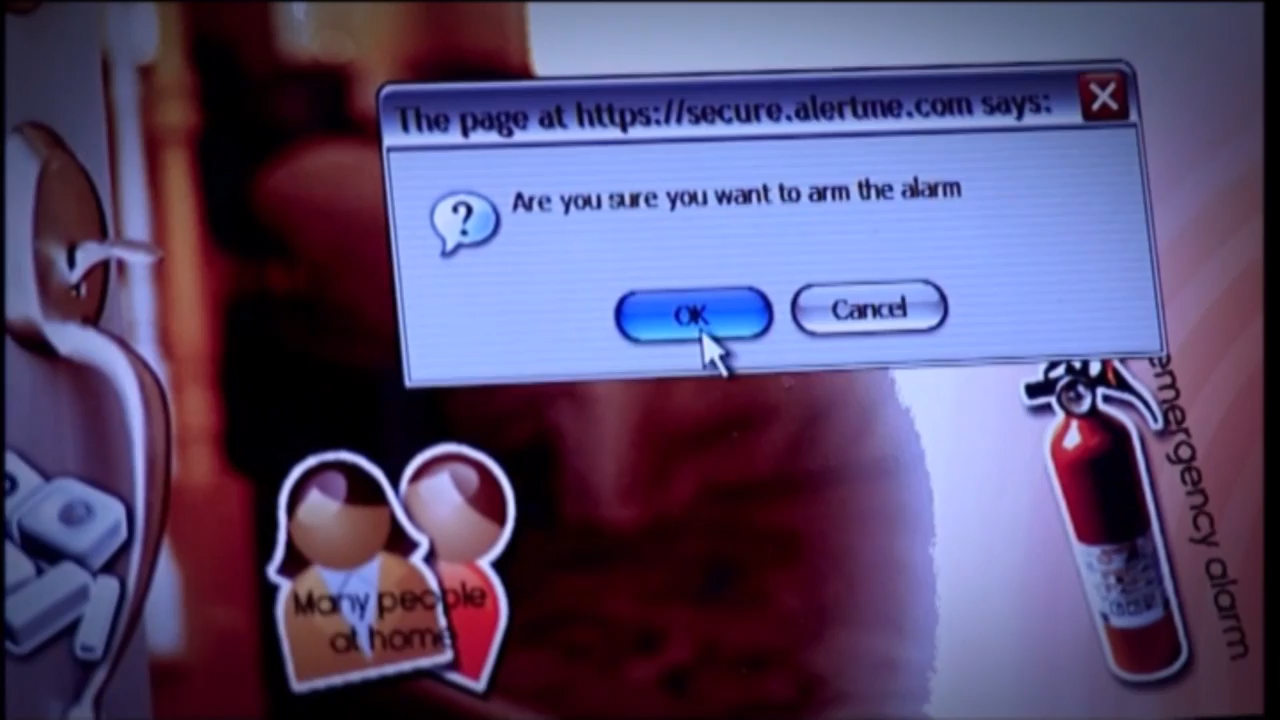 The page at https://secure.alertme.com says:
Are you sure you want to arm the alarm
OK
Cancel
emergency alarm
Many people
at home